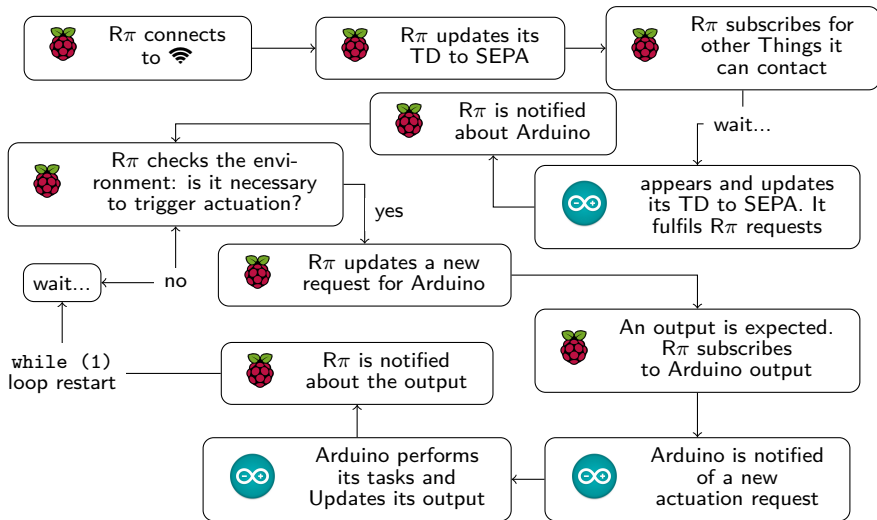 Rπ connects
to
Rπ updates its
TD to SEPA
Rπ subscribes for
other Things it
can contact
wait...
appears and updates
its TD to SEPA. It
fulfils Rπ requests
Rπ is notified
about Arduino
Rπ checks the envi-
ronment: is it necessary
to trigger actuation?
no
wait...
yes
Rπ updates a new
request for Arduino
An output is expected.
Rπ subscribes
to Arduino output
Arduino is notified
of a new
actuation request
Arduino performs
its tasks and
Updates its output
Rπ is notified
about the output
while (1)
loop restart